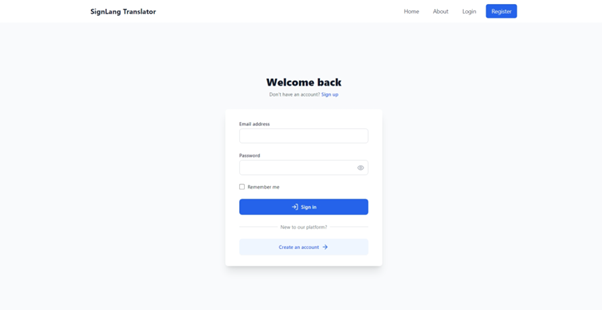 SignLang Translator
Home About Login Register
Welcome back
Don't have an account? Sign up
Email address
Password
Remember me
Sign in
New to our platform?
Create an account